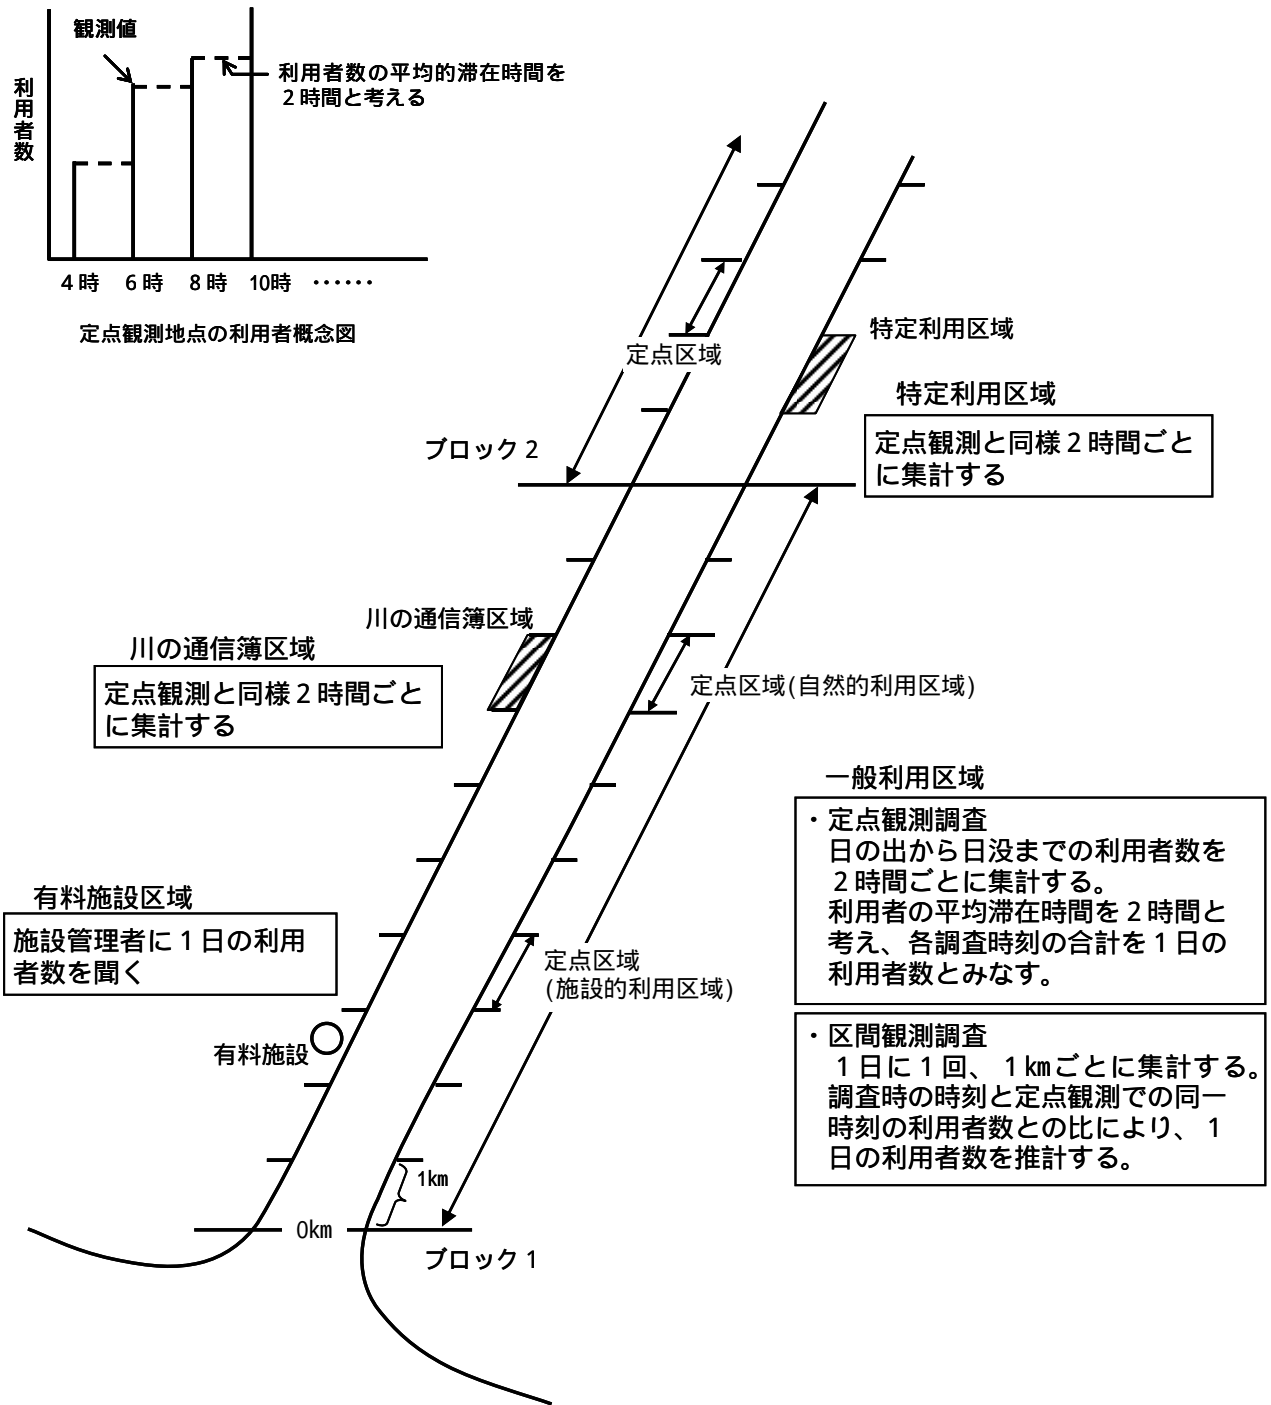 観測値
利用者数の平均的滞在時間を
２時間と考える
利用者数
４時 ６時 ８時 10時 ‥‥‥
定点観測地点の利用者概念図
定点区域
特定利用区域
特定利用区域
定点観測と同様２時間ごと
に集計する
ブロック２
川の通信簿区域
川の通信簿区域
定点観測と同様２時間ごと
に集計する
定点区域(自然的利用区域)
一般利用区域
・定点観測調査
日の出から日没までの利用者数を
２時間ごとに集計する。
利用者の平均滞在時間を２時間と
考え、各調査時刻の合計を１日の
利用者数とみなす。
有料施設区域
施設管理者に１日の利用
者数を聞く
定点区域
(施設的利用区域)
有料施設
・区間観測調査
１日に１回、１㎞ごとに集計する。
調査時の時刻と定点観測での同一
時刻の利用者数との比により、１
日の利用者数を推計する。
1㎞
0km
ブロック１